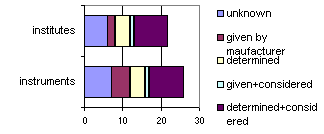 institutes
instruments
0 10 20 30
unknown
given by
maufacturer
determined
given+considered
determined+consid
ered